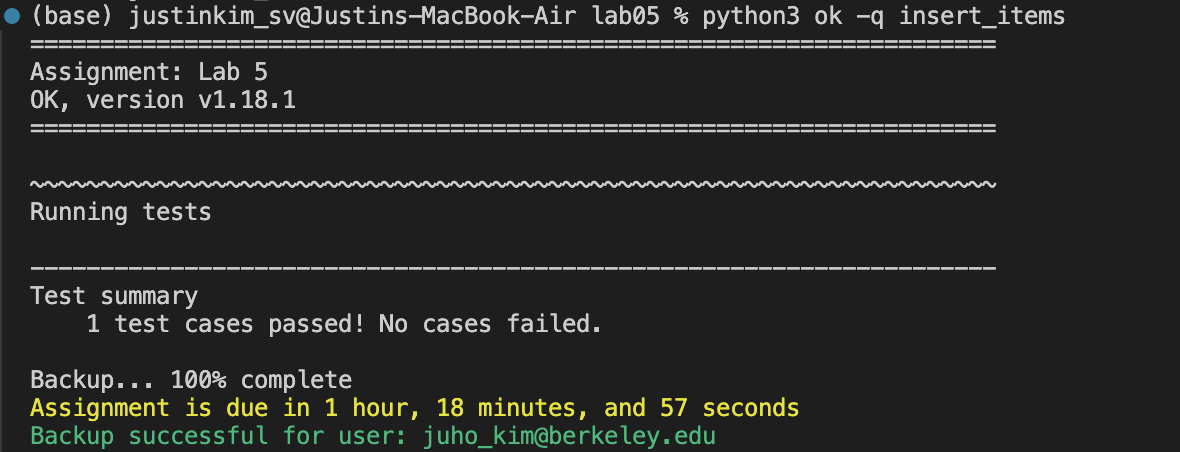 (base) justinkim_sv@Justins-MacBook-Air lab05 % python3 ok -q insert_items
=====================================================================
Assignment: Lab 5
OK, version v1.18.1
=====================================================================
~~~~~~~~~~~~~~~~~~~~~~~~~~~~~~~~~~~~~~~~~~~~~~~~~~~~~~~~~~~~~~~~~~~~~
Running tests
---------------------------------------------------------------------
Test summary
    1 test cases passed! No cases failed.
Backup... 100% complete
Assignment is due in 1 hour, 18 minutes, and 57 seconds
Backup successful for user: juho_kim@berkeley.edu